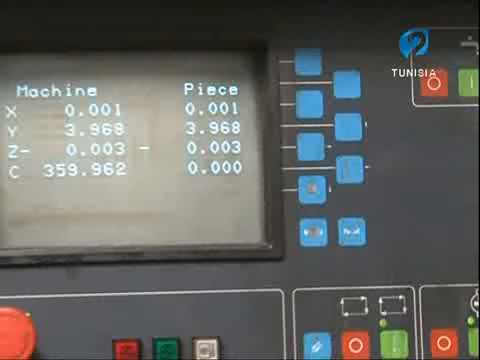 2
TUNISIA
Machine Piece
X 0.001 0.001
Y 3.968 3.968
Z- 0.003 - 0.003
C 359.962 0.000